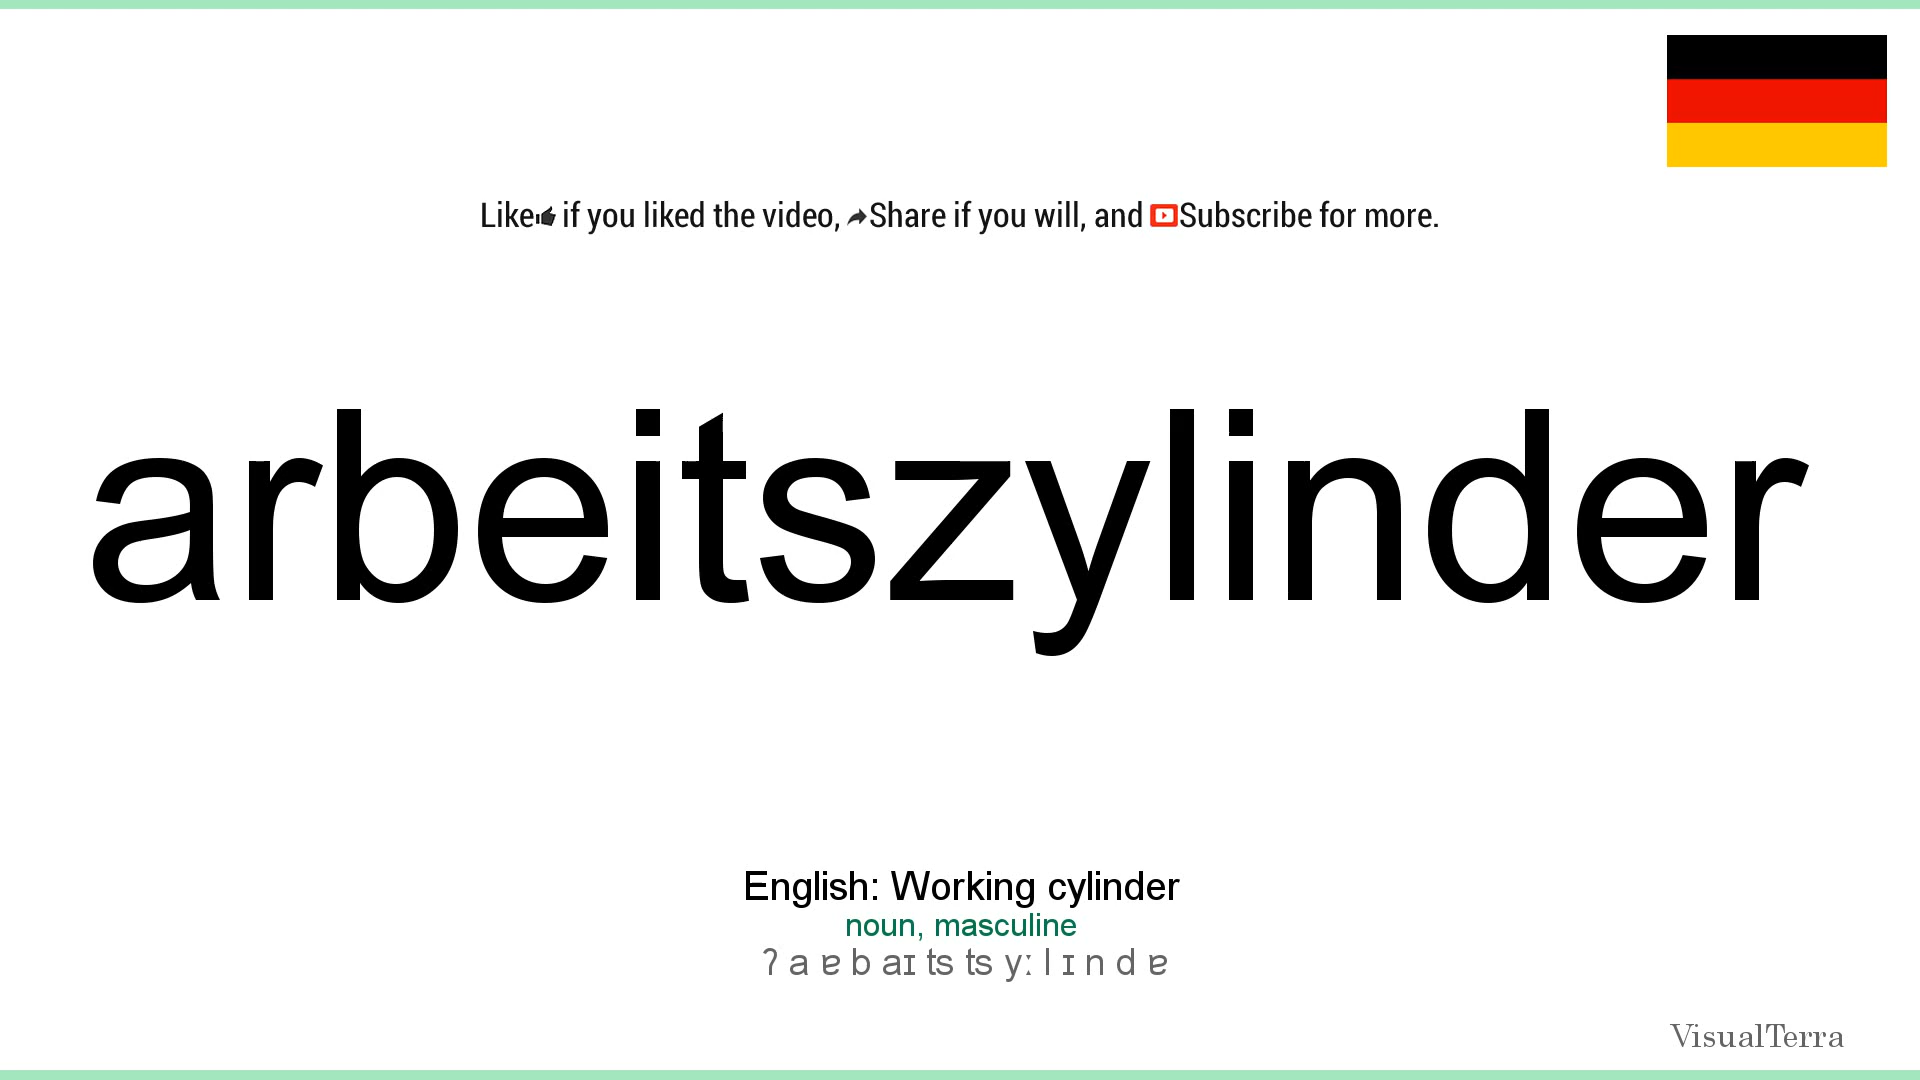 Like if you liked the video, Share if you will, and Subscribe for more.
arbeitszylinder
English: Working cylinder
noun, masculine
ʔ a ɐ b aɪ ts ts yː l ɪ n d ɐ
VisualTerra